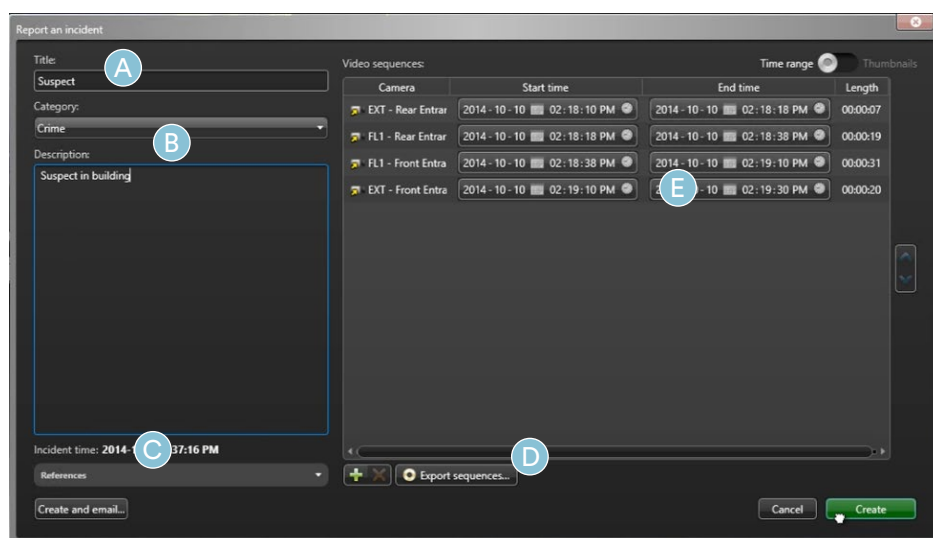 Report an incident
Title:
A
Suspect
Category:
Crime
B
Description:
Suspect in building
Incident time: 2014- C 37:16 PM
References
Create and email...
Video sequences:
Time range Thumbnails
Camera Start time End time Length
EXT - Rear Entrar 2014 - 10 - 10 02 : 18 : 10 PM 2014 - 10 - 10 02 : 18 : 18 PM 00:00:07
FL1 - Rear Entrar 2014 - 10 - 10 02 : 18 : 18 PM 2014 - 10 - 10 02 : 18 : 38 PM 00:00:19
FL1 - Front Entra 2014 - 10 - 10 02 : 18 : 38 PM 2014 - 10 - 10 02 : 19 : 10 PM 00:00:31
EXT - Front Entra 2014 - 10 - 10 02 : 19 : 10 PM E - 10 02 : 19 : 30 PM 00:00:20
D
Export sequences...
Cancel Create